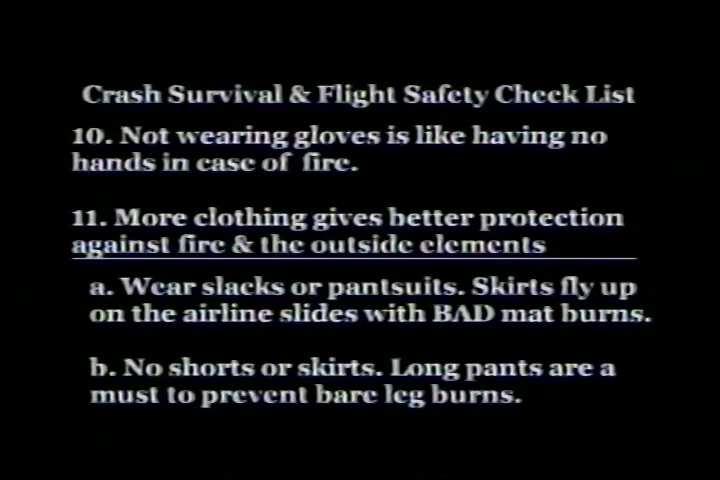 Crash Survival & Flight Safety Check List
10. Not wearing gloves is like having no
hands in case of fire.
11. More clothing gives better protection
against fire & the outside elements
a. Wear slacks or pantsuits. Skirts fly up
on the airline slides with BAD mat burns.
b. No shorts or skirts. Long pants are a
must to prevent bare leg burns.